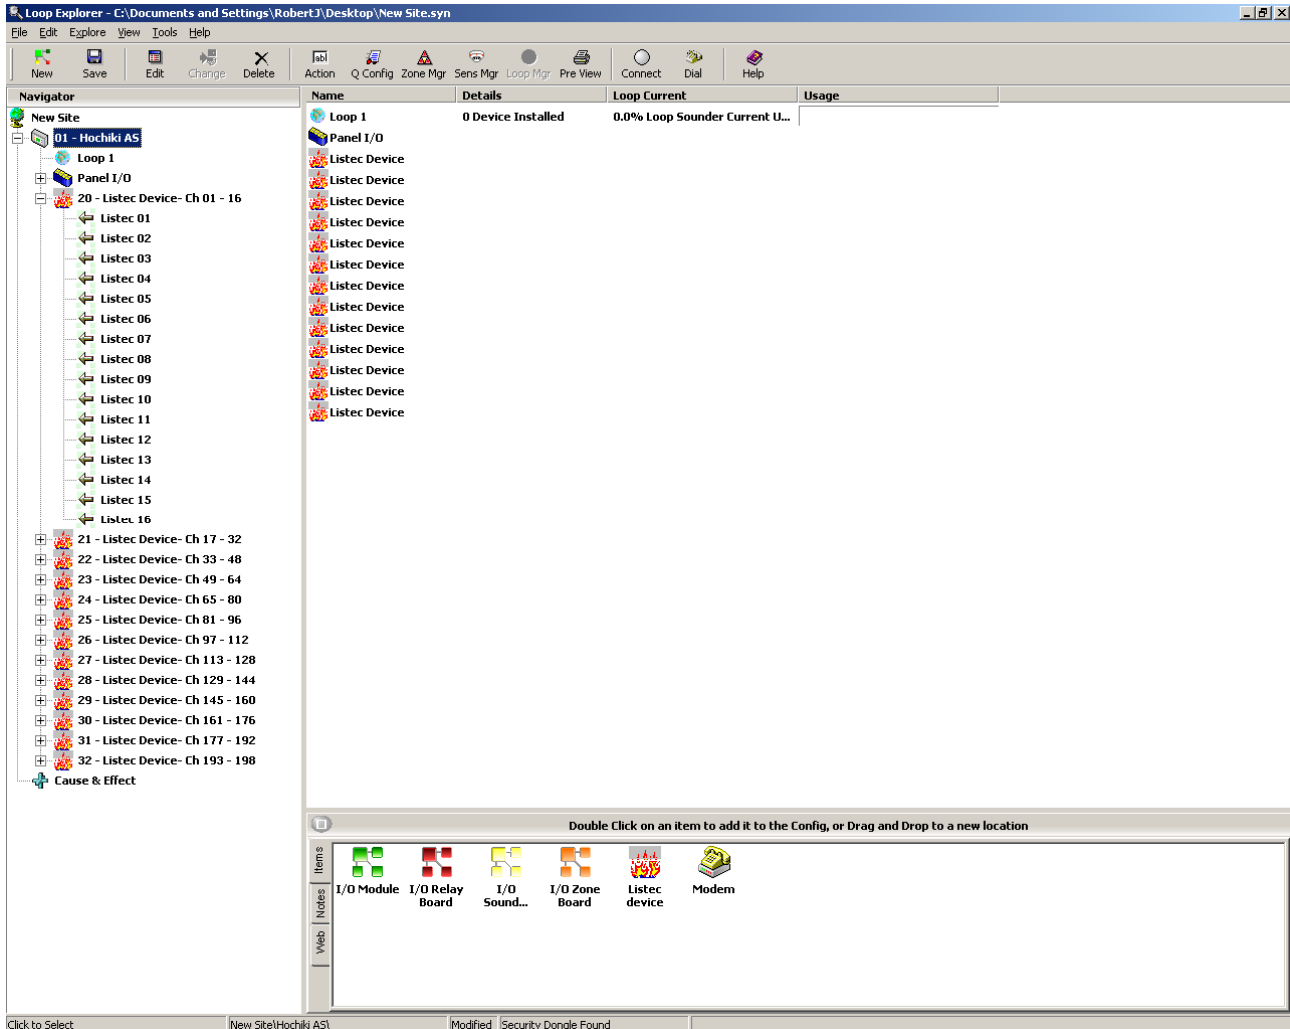 Loop Explorer - C:\Documents and Settings\RobertJ\Desktop\New Site.syn
File Edit Explore View Tools Help
New Save Edit Change Delete Action Q Config Zone Mgr Sens Mgr Loop Mgr Pre View Connect Dial Help
Navigator
New Site
01 - Hochiki AS
Loop 1
Panel I/O
20 - Listec Device- Ch 01 - 16
Listec 01
Listec 02
Listec 03
Listec 04
Listec 05
Listec 06
Listec 07
Listec 08
Listec 09
Listec 10
Listec 11
Listec 12
Listec 13
Listec 14
Listec 15
Listec 16
21 - Listec Device- Ch 17 - 32
22 - Listec Device- Ch 33 - 48
23 - Listec Device- Ch 49 - 64
24 - Listec Device- Ch 65 - 80
25 - Listec Device- Ch 81 - 96
26 - Listec Device- Ch 97 - 112
27 - Listec Device- Ch 113 - 128
28 - Listec Device- Ch 129 - 144
29 - Listec Device- Ch 145 - 160
30 - Listec Device- Ch 161 - 176
31 - Listec Device- Ch 177 - 192
32 - Listec Device- Ch 193 - 198
Cause & Effect
Name Details Loop Current Usage
Loop 1 0 Device Installed 0.0% Loop Sounder Current U...
Panel I/O
Listec Device
Listec Device
Listec Device
Listec Device
Listec Device
Listec Device
Listec Device
Listec Device
Listec Device
Listec Device
Listec Device
Listec Device
Listec Device
Double Click on an item to add it to the Config, or Drag and Drop to a new location
Items
Notes
Web
I/O Module
I/O Relay
Board
I/O
Sound...
I/O Zone
Board
Listec
device
Modem
Click to Select New Site\Hochiki AS\ Modified Security Dongle Found